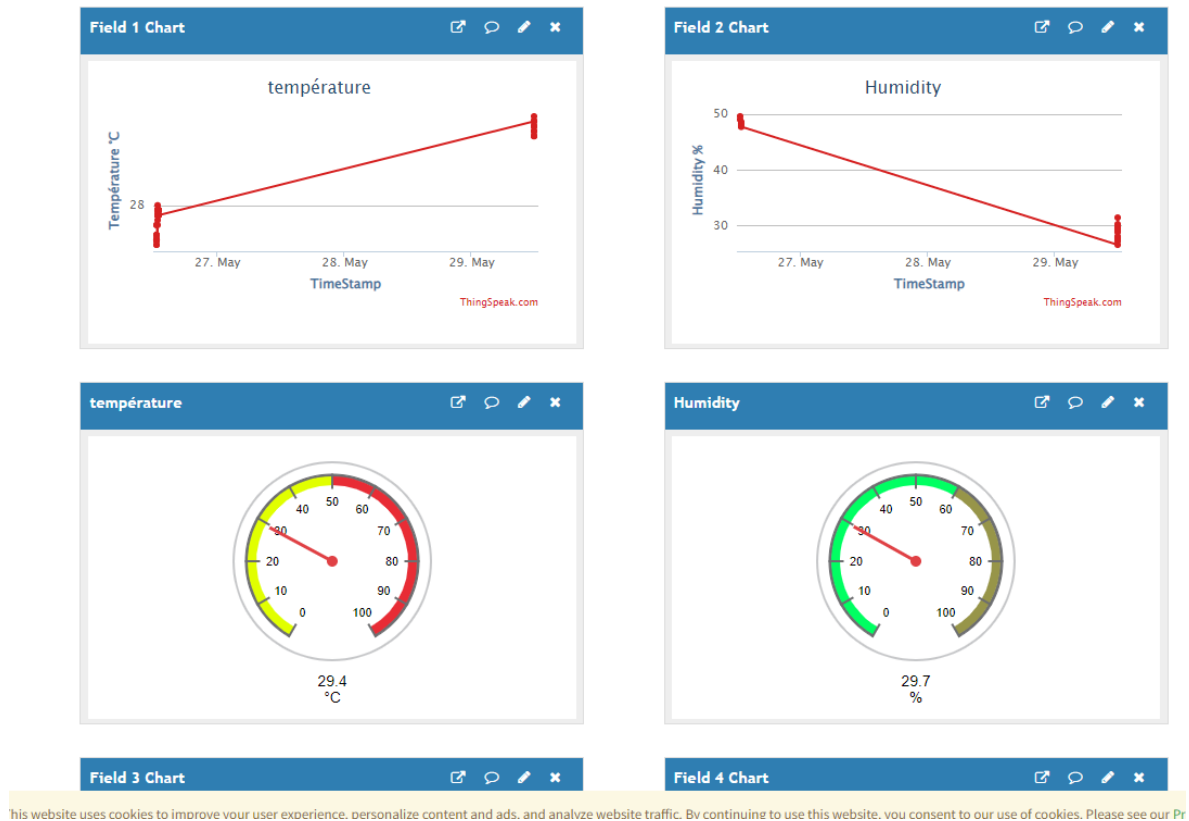 Field 1 Chart
température
Température °C
28
27. May
28. May
29. May
TimeStamp
ThingSpeak.com
Field 2 Chart
Humidity
Humidity %
50
40
30
27. May
28. May
29. May
TimeStamp
ThingSpeak.com
température
0
10
20
30
40
50
60
70
80
90
100
29.4
°C
Humidity
0
10
20
30
40
50
60
70
80
90
100
29.7
%
Field 3 Chart
Field 4 Chart
his website uses cookies to improve your user experience, personalize content and ads, and analyze website traffic. By continuing to use this website, you consent to our use of cookies. Please see our Pr